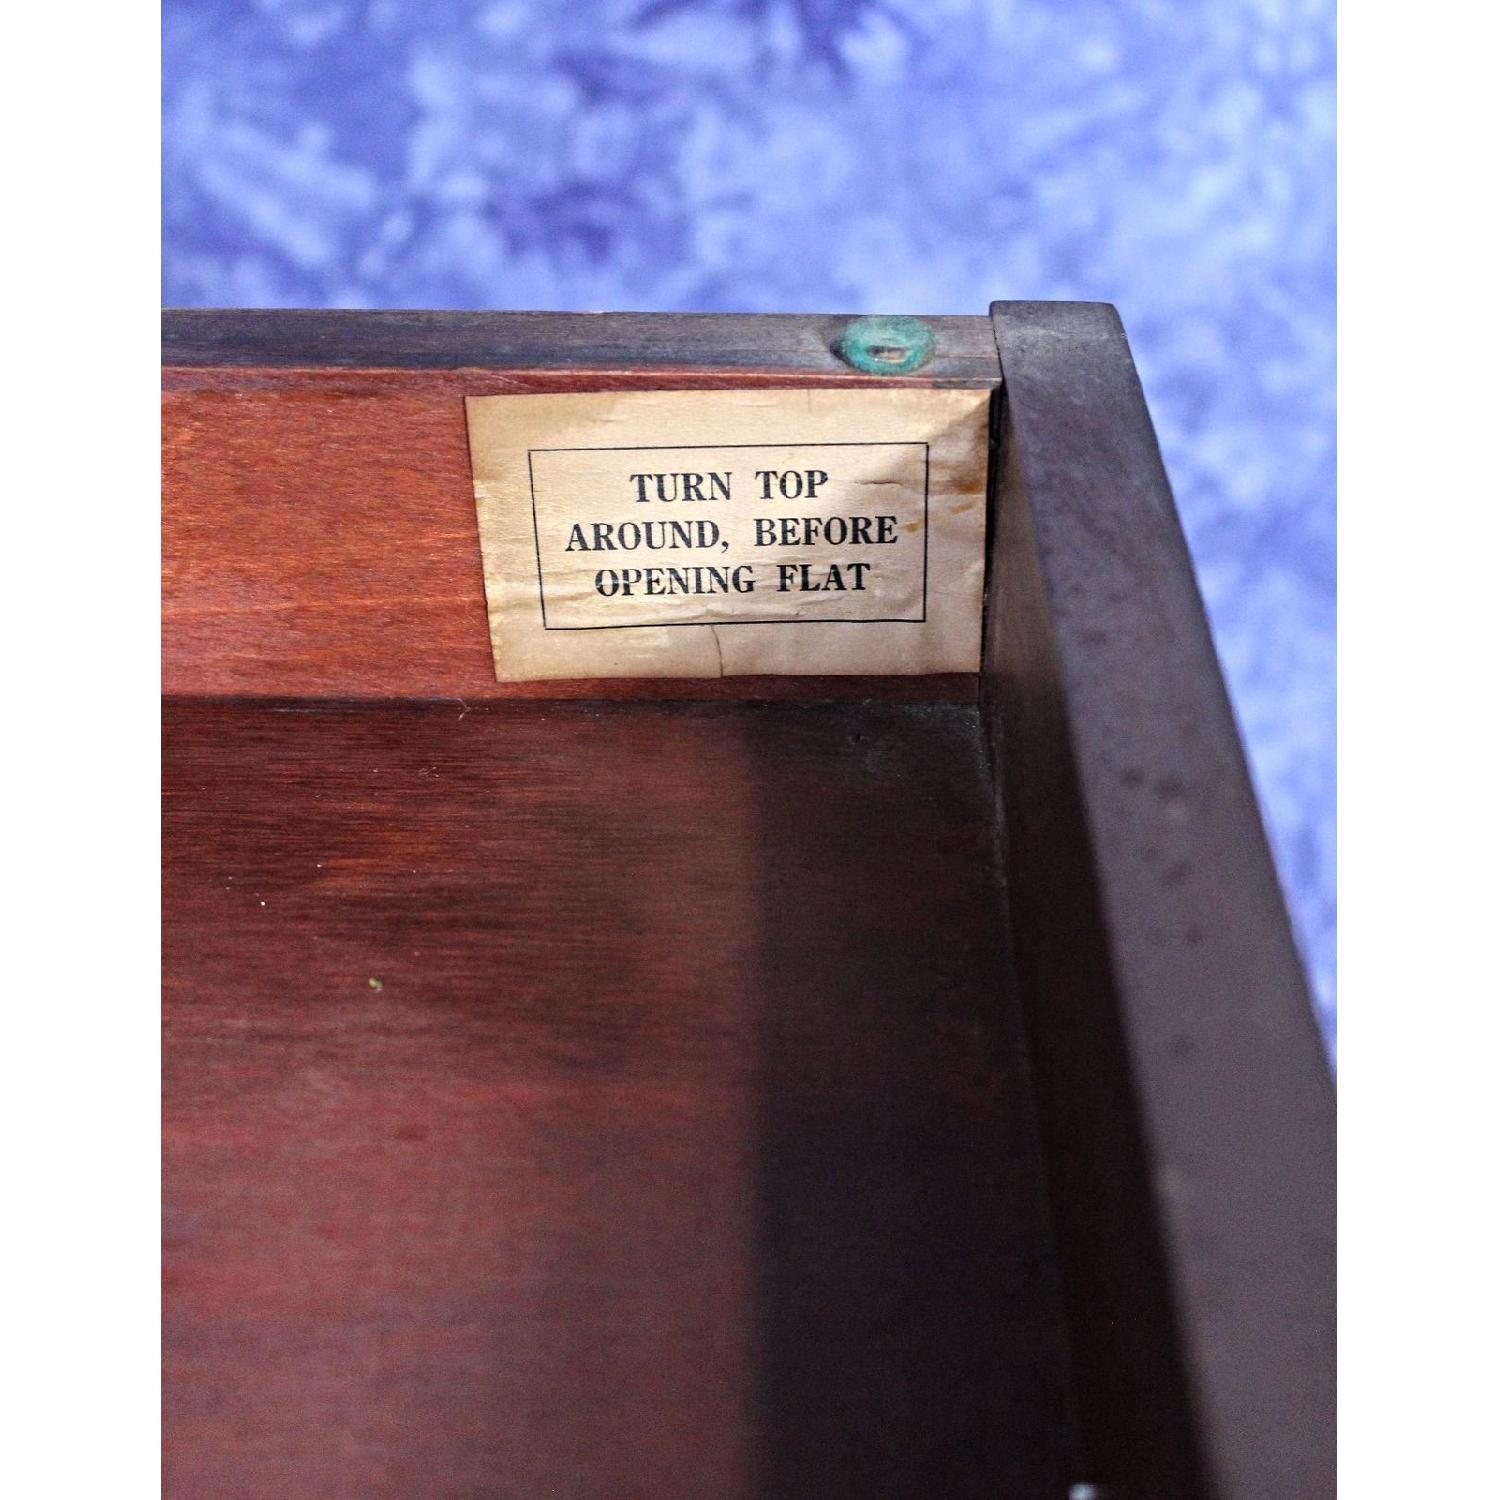 TURN TOP
AROUND, BEFORE
OPENING FLAT